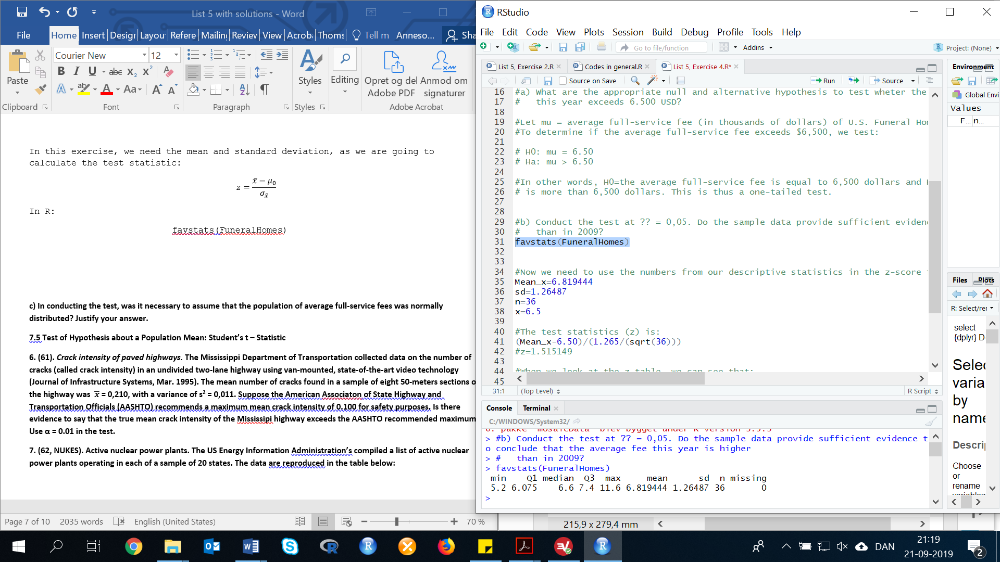 List 5 with solutions - Word
File Home Insert Layou Refere Review View Acrob Thoms Tell m Anneso...
Courier New 12
Paste Styles Editing Opret og del Adobe PDF Anmod om signaturer
Clipboard Font Paragraph Styles Adobe Acrobat
In this exercise, we need the mean and standard deviation, as we are going to
calculate the test statistic:
z = (x̄ − μ₀) / σx̄
In R:
favstats(FuneralHomes)
c) In conducting the test, was it necessary to assume that the population of average full-service fees was normally
distributed? Justify your answer.
7.5 Test of Hypothesis about a Population Mean: Student's t – Statistic
6. (61). Crack intensity of paved highways. The Mississippi Department of Transportation collected data on the number of
cracks (called crack intensity) in an undivided two-lane highway using van-mounted, state-of-the-art video technology
(Journal of Infrastructure Systems, Mar. 1995). The mean number of cracks found in a sample of eight 50-meters sections o
the highway was x̄ = 0,210, with a variance of s² = 0,011. Suppose the American Associaton of State Highway and
Transportation Officials (AASHTO) recommends a maximum mean crack intensity of 0.100 for safety purposes. Is there
evidence to say that the true mean crack intensity of the Mississipi highway exceeds the AASHTO recommended maximum
Use α = 0.01 in the test.
7. (62, NUKES). Active nuclear power plants. The US Energy Information Administration's compiled a list of active nuclear
power plants operating in each of a sample of 20 states. The data are reproduced in the table below:
Page 7 of 10 2035 words English (United States) 70 %
RStudio
File Edit Code View Plots Session Build Debug Profile Tools Help
Go to file/function Addins Project: (None)
List 5, Exercise 2.R Codes in general.R List 5, Exercise 4.R*
Source on Save Run Source
16 #a) What are the appropriate null and alternative hypothesis to test wheter the
17 # this year exceeds 6.500 USD?
18
19 #Let mu = average full-service fee (in thousands of dollars) of U.S. Funeral Hom
20 #To determine if the average full-service fee exceeds $6,500, we test:
21
22 # H0: mu = 6.50
23 # Ha: mu > 6.50
24
25 #In other words, H0=the average full-service fee is equal to 6,500 dollars and
26 # is more than 6,500 dollars. This is thus a one-tailed test.
27
28
29 #b) Conduct the test at ?? = 0,05. Do the sample data provide sufficient eviden
30 # than in 2009?
31 favstats(FuneralHomes)
32
33
34 #Now we need to use the numbers from our descriptive statistics in the z-score
35 Mean_x=6.819444
36 sd=1.26487
37 n=36
38 x=6.5
39
40 #The test statistics (z) is:
41 (Mean_x-6.50)/(1.265/(sqrt(36)))
42 #z=1.515149
43
44 #When we look at the z table, we can see that:
45
31:1 (Top Level) R Script
Console Terminal
C:/WINDOWS/System32/
> #b) Conduct the test at ?? = 0,05. Do the sample data provide sufficient evidence t
o conclude that the average fee this year is higher
> # than in 2009?
> favstats(FuneralHomes)
min Q1 median Q3 max mean sd n missing
5.2 6.075 6.6 7.4 11.6 6.819444 1.26487 36 0
>
Environment
Global Envi
Values
F... n...
Files Plots
R: Select/rer
select
{dplyr} D
Selec
varia
by
name
Descrip
Choose
or
rename
215,9 x 279,4 mm
DAN
21:19
21-09-2019
2